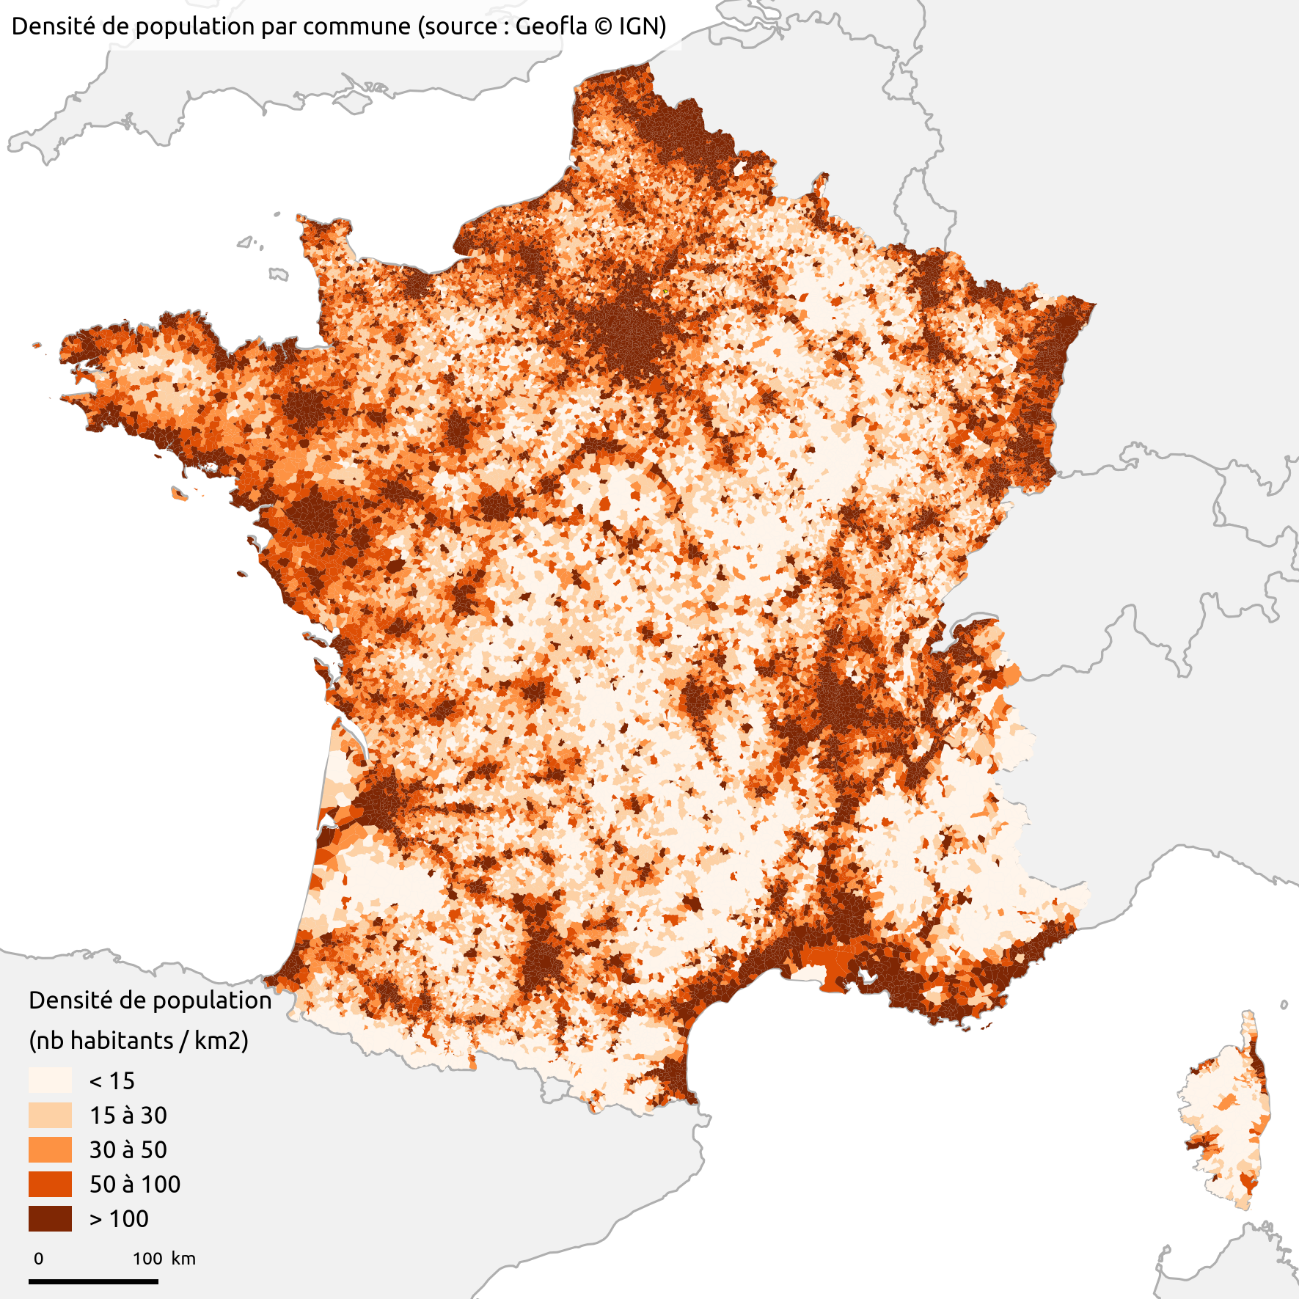 Densité de population par commune (source : Geofla © IGN)
Densité de population
(nb habitants / km2)
< 15
15 à 30
30 à 50
50 à 100
> 100
0 100 km